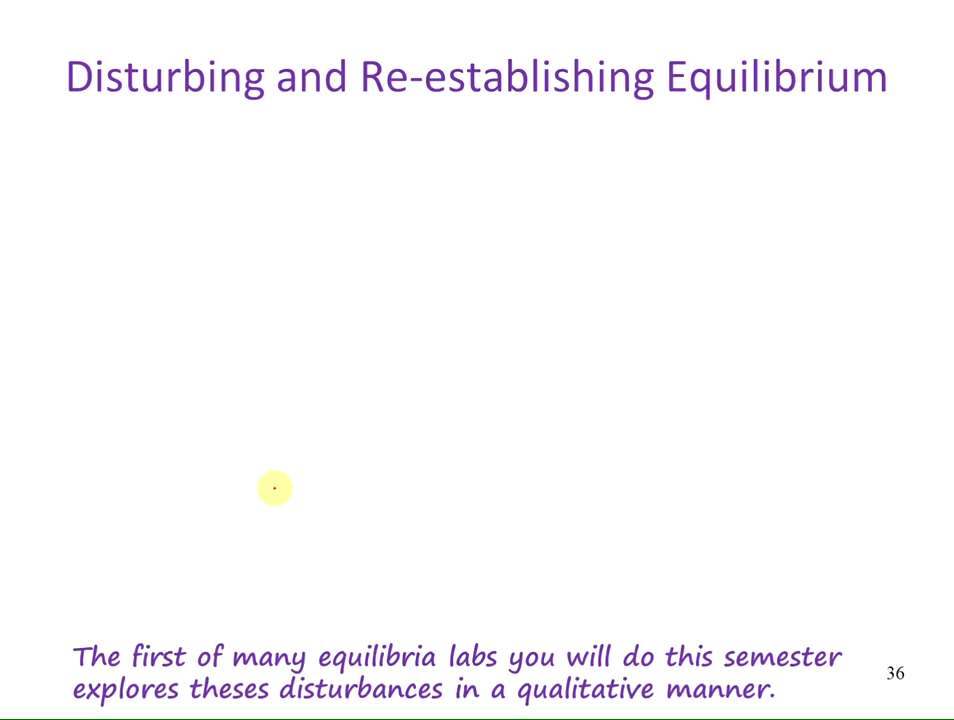 Disturbing and Re-establishing Equilibrium
The first of many equilibria labs you will do this semester
explores theses disturbances in a qualitative manner.
36